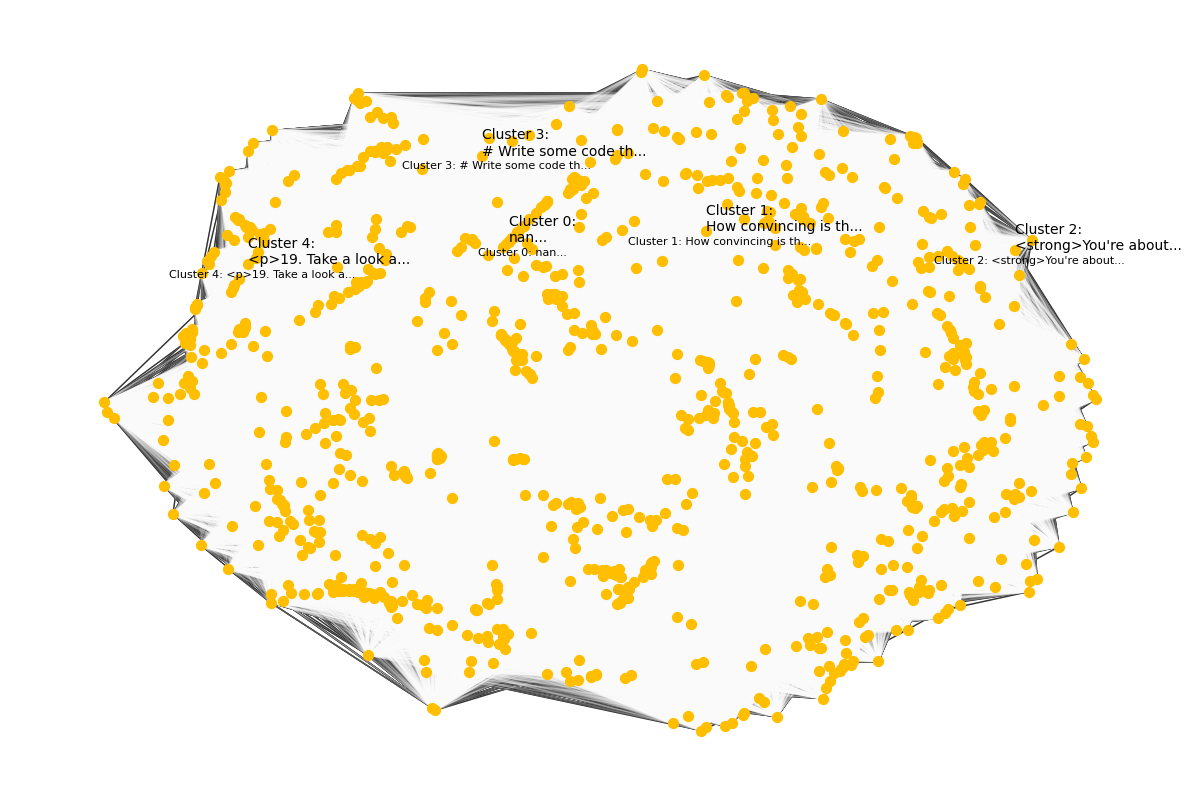 Cluster 3:
# Write some code th...
Cluster 3: # Write some code th...
Cluster 1:
How convincing is th...
Cluster 1: How convincing is th...
Cluster 0:
nan...
Cluster 0: nan...
Cluster 2:
<strong>You're about...
Cluster 2: <strong>You're about...
Cluster 4:
<p>19. Take a look a...
Cluster 4: <p>19. Take a look a...